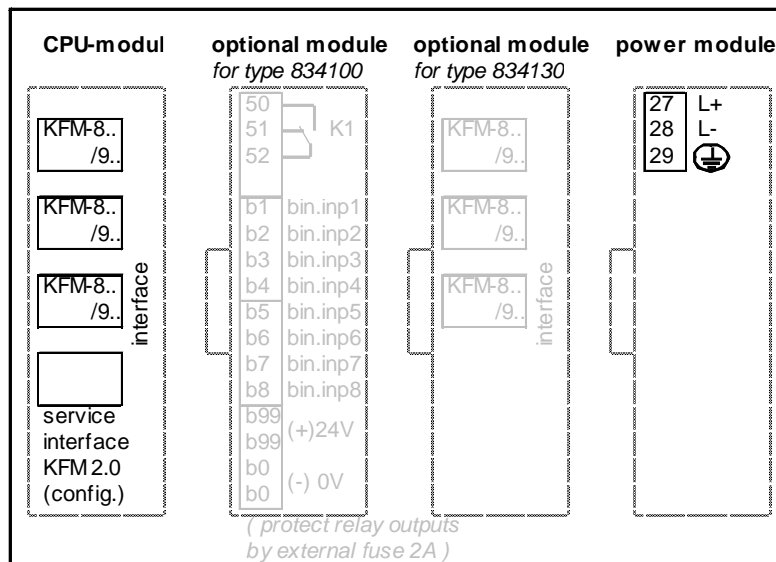 CPU-modul
KFM-8..
/9..
KFM-8..
/9..
KFM-8..
/9..
interface
service
interface
KFM 2.0
(config.)
optional module
for type 834100
50
51 K1
52
b1 bin.inp1
b2 bin.inp2
b3 bin.inp3
b4 bin.inp4
b5 bin.inp5
b6 bin.inp6
b7 bin.inp7
b8 bin.inp8
b99
(+)24V
b99
b0
(-) 0V
b0
( protect relay outputs
by external fuse 2A )
optional module
for type 834130
KFM-8..
/9..
KFM-8..
/9..
KFM-8..
/9..
interface
power module
27 L+
28 L-
29